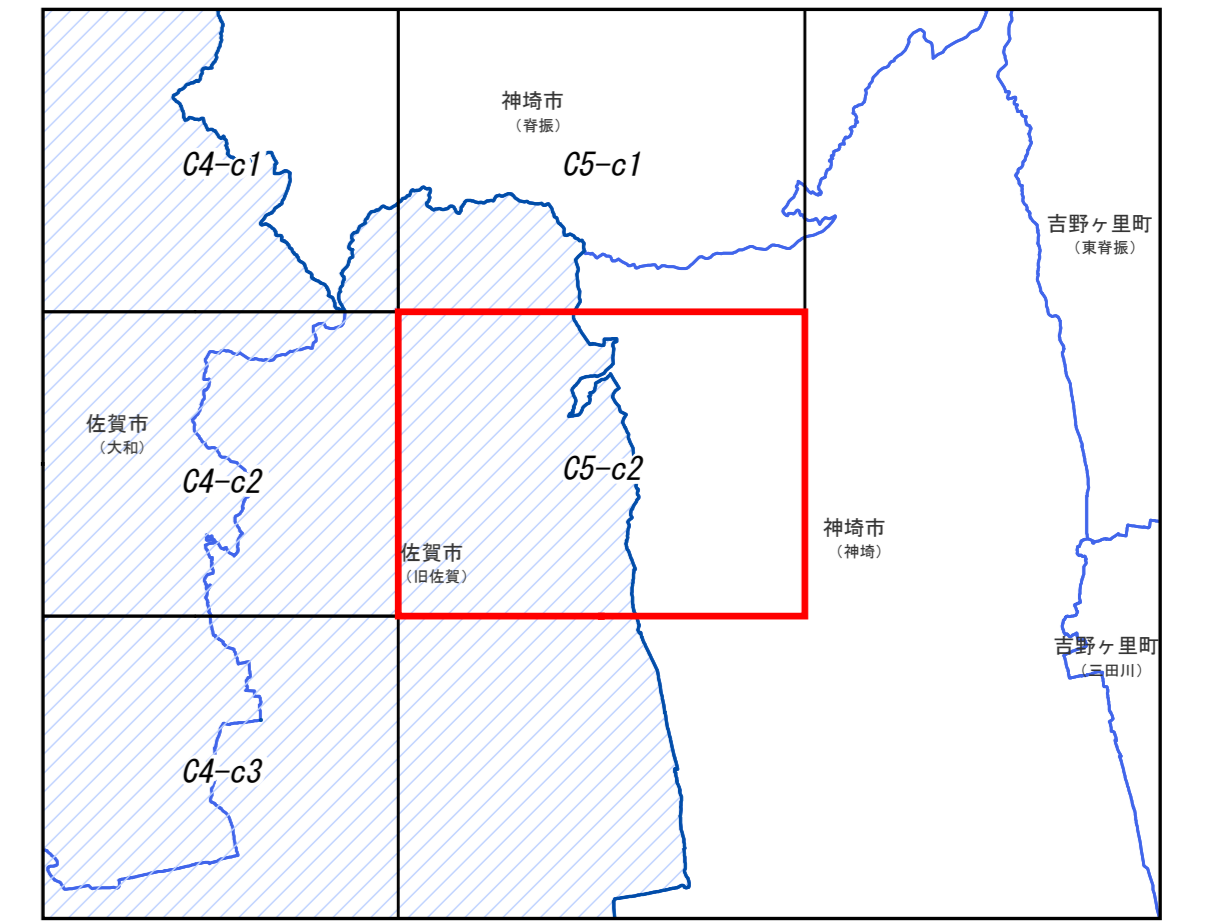 神埼市
（脊振）
C4-c1
C5-c1
吉野ヶ里町
（東脊振）
佐賀市
（大和）
C4-c2
C5-c2
神埼市
（神埼）
佐賀市
（旧佐賀）
吉野ヶ里町
（三田川）
C4-c3